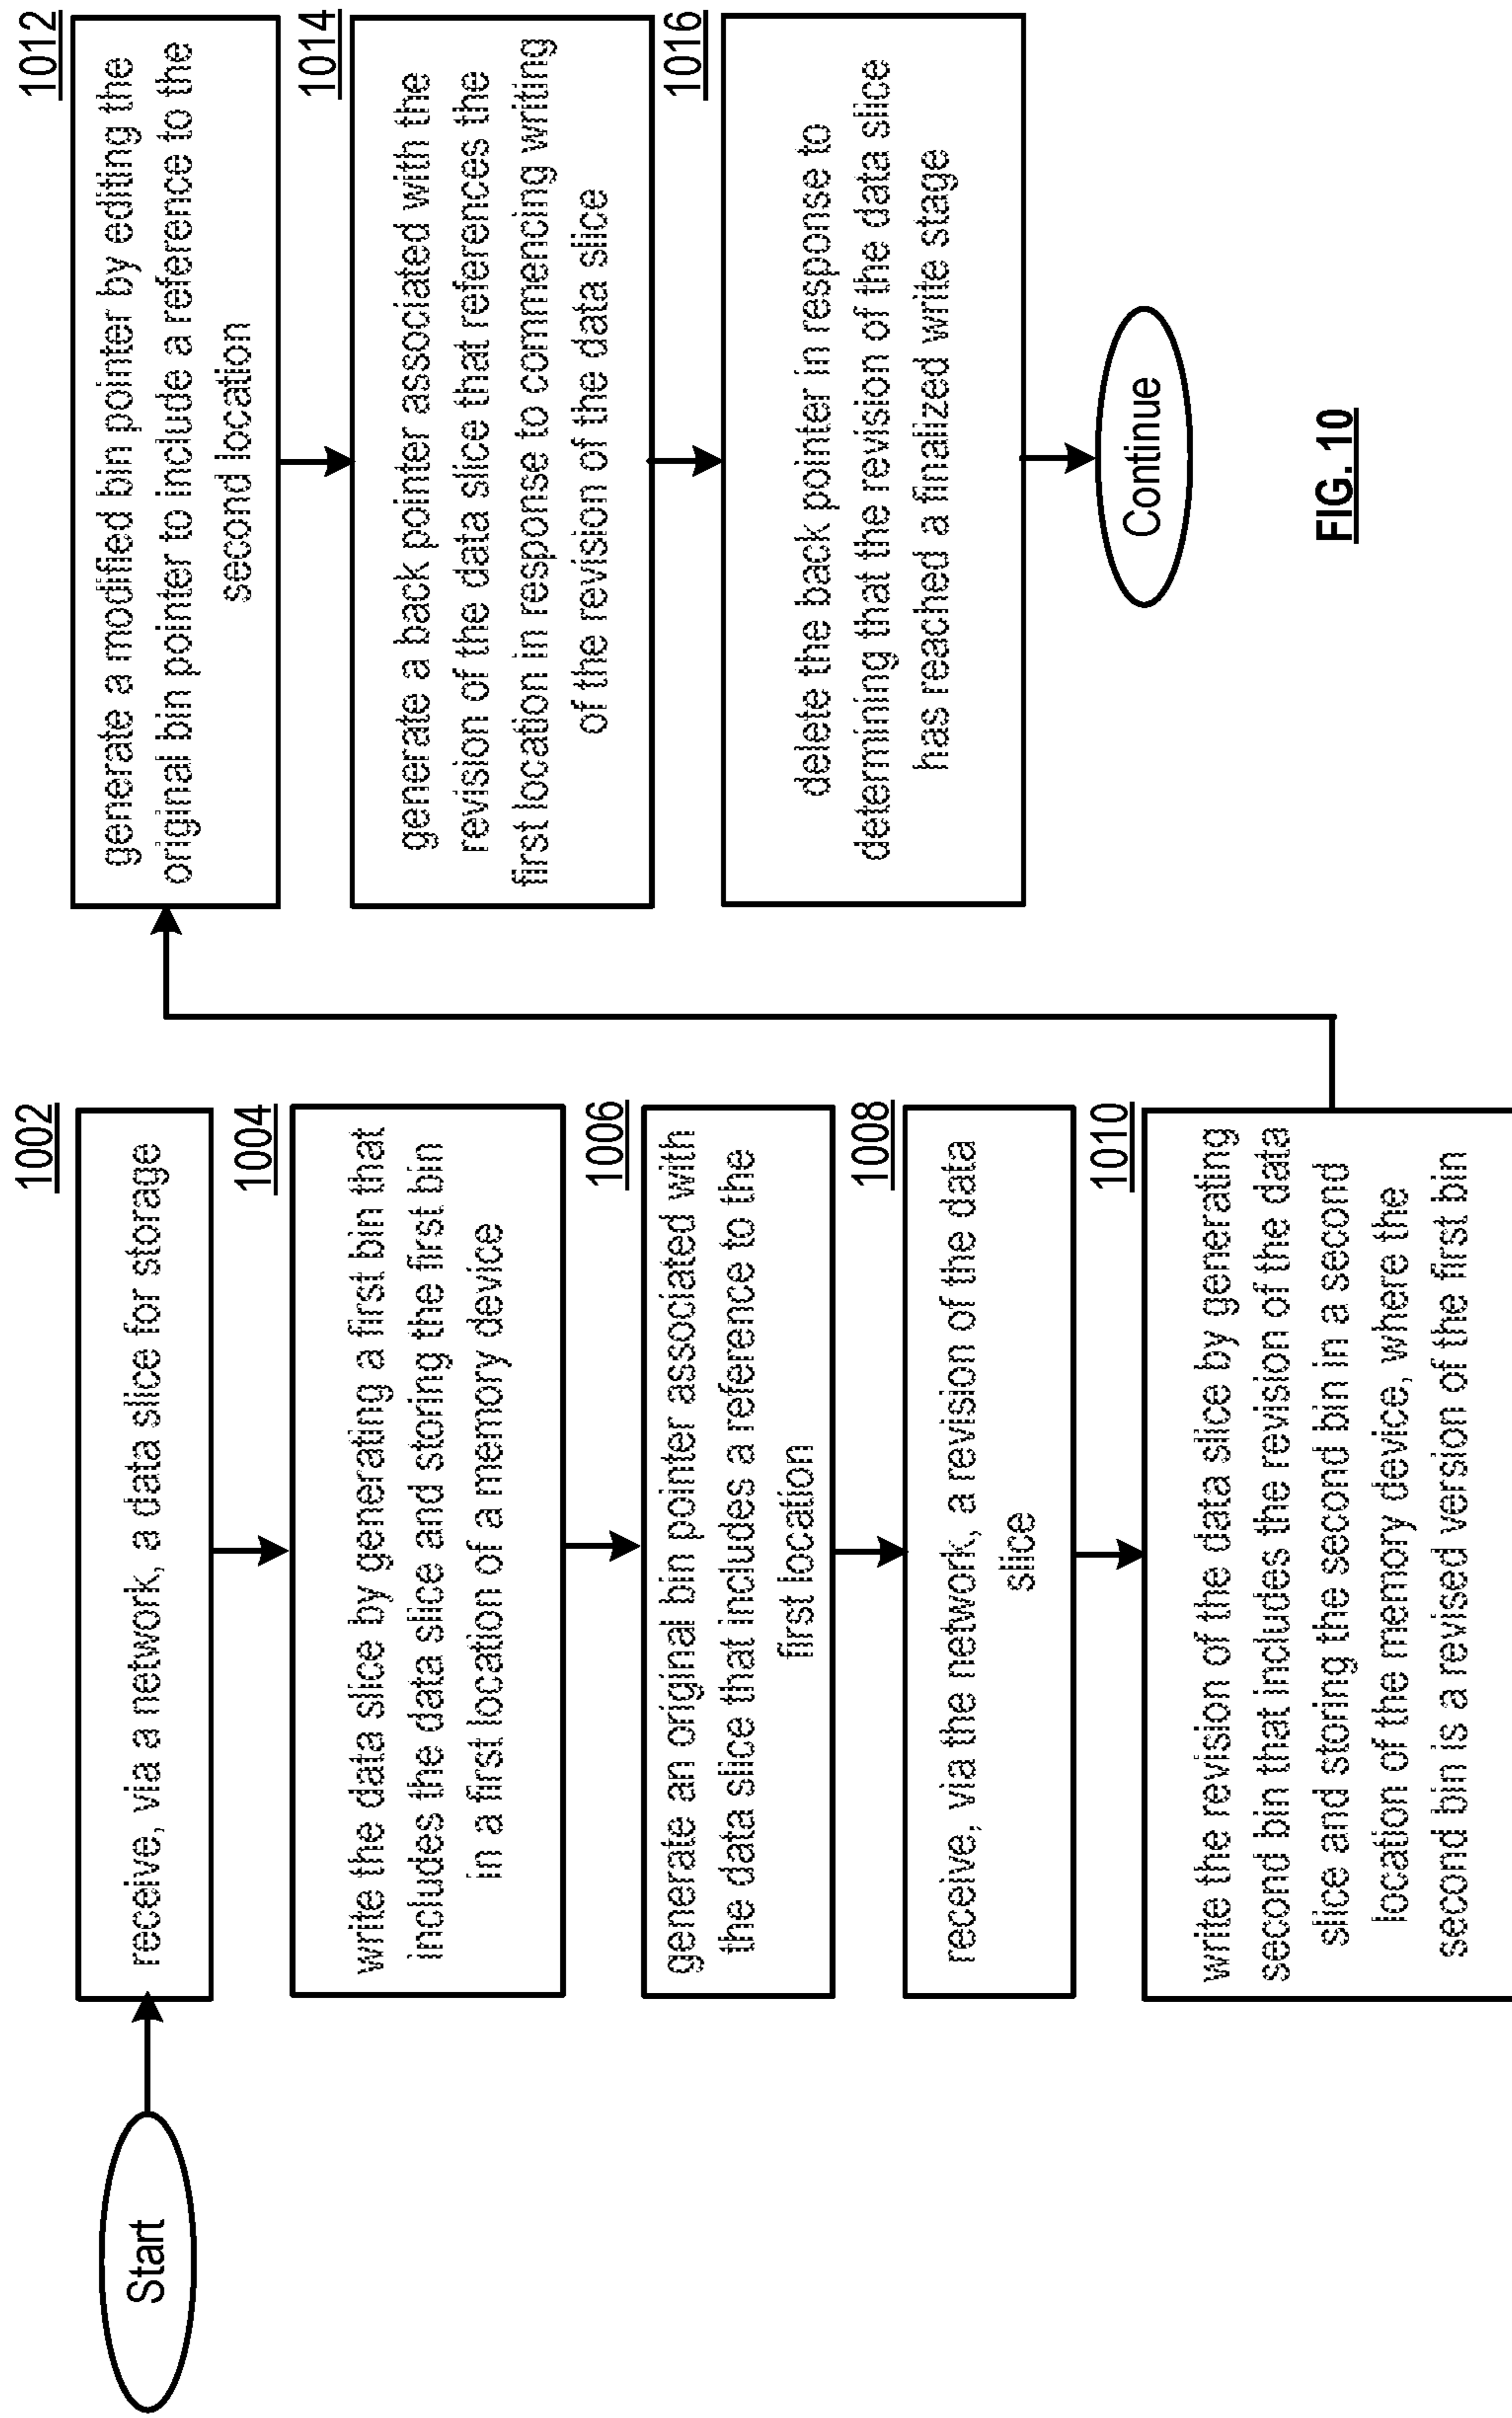 Start
1002
receive, via a network, a data slice for storage
1004
write the data slice by generating a first bin that
includes the data slice and storing the first bin
in a first location of a memory device
1006
generate an original bin pointer associated with
the data slice that includes a reference to the
first location
1008
receive, via the network, a revision of the data
slice
1010
write the revision of the data slice by generating
second bin that includes the revision of the data
slice and storing the second bin in a second
location of the memory device, where the
second bin is a revised version of the first bin
1012
generate a modified bin pointer by editing the
original bin pointer to include a reference to the
second location
1014
generate a back pointer associated with the
revision of the data slice that references the
first location in response to commencing writing
of the revision of the data slice
1016
delete the back pointer in response to
determining that the revision of the data slice
has reached a finalized write stage
Continue
FIG. 10